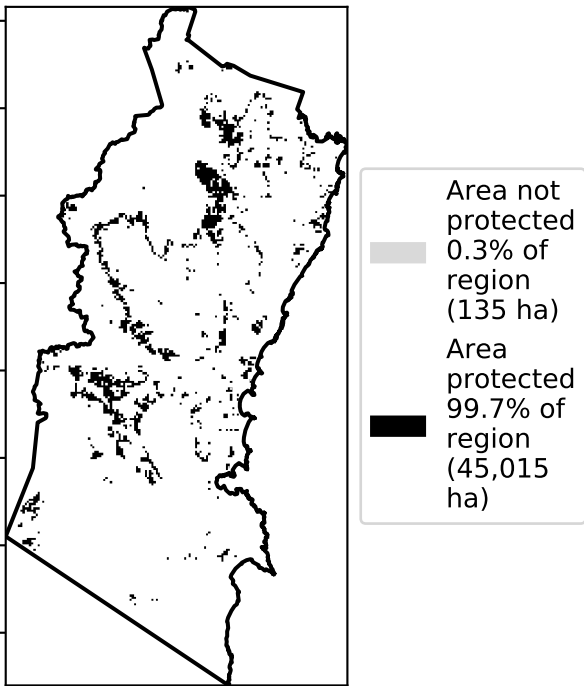 Area not
protected
0.3% of
region
(135 ha)
Area
protected
99.7% of
region
(45,015
ha)